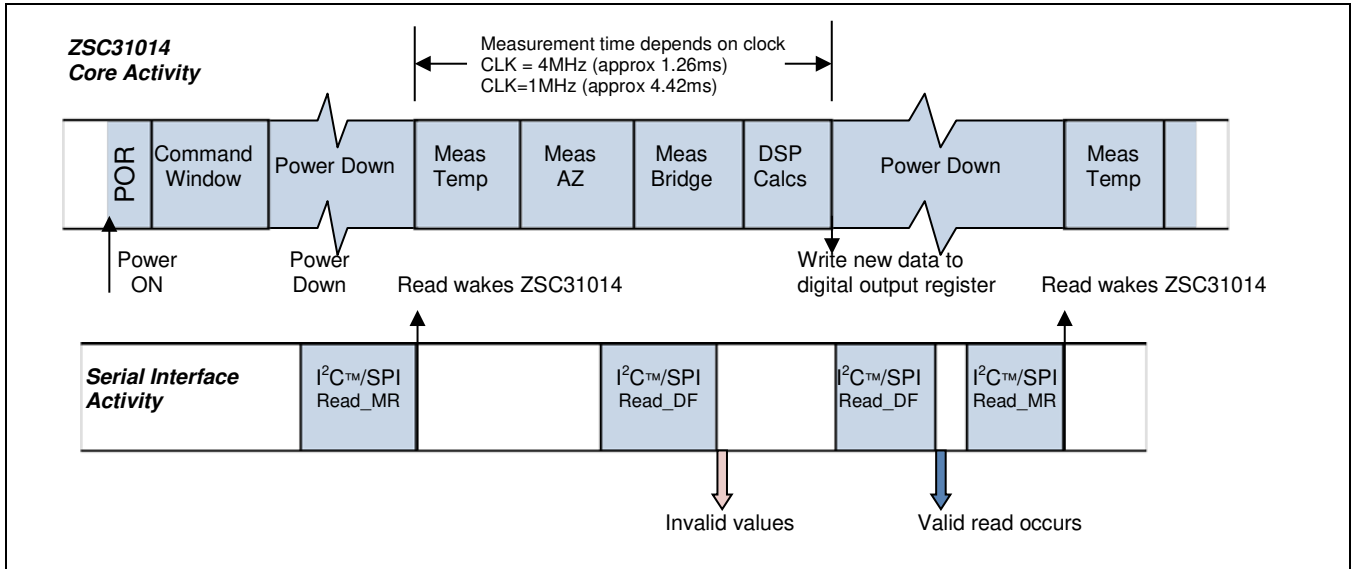 ZSC31014
Core Activity
Measurement time depends on clock
CLK = 4MHz (approx 1.26ms)
CLK=1MHz (approx 4.42ms)
POR
Command
Window
Power Down
Meas
Temp
Meas
AZ
Meas
Bridge
DSP
Calcs
Power Down
Meas
Temp
Power
ON
Power
Down
Read wakes ZSC31014
Write new data to
digital output register
Read wakes ZSC31014
Serial Interface
Activity
I²C™/SPI
Read_MR
I²C™/SPI
Read_DF
I²C™/SPI
Read_DF
I²C™/SPI
Read_MR
Invalid values
Valid read occurs